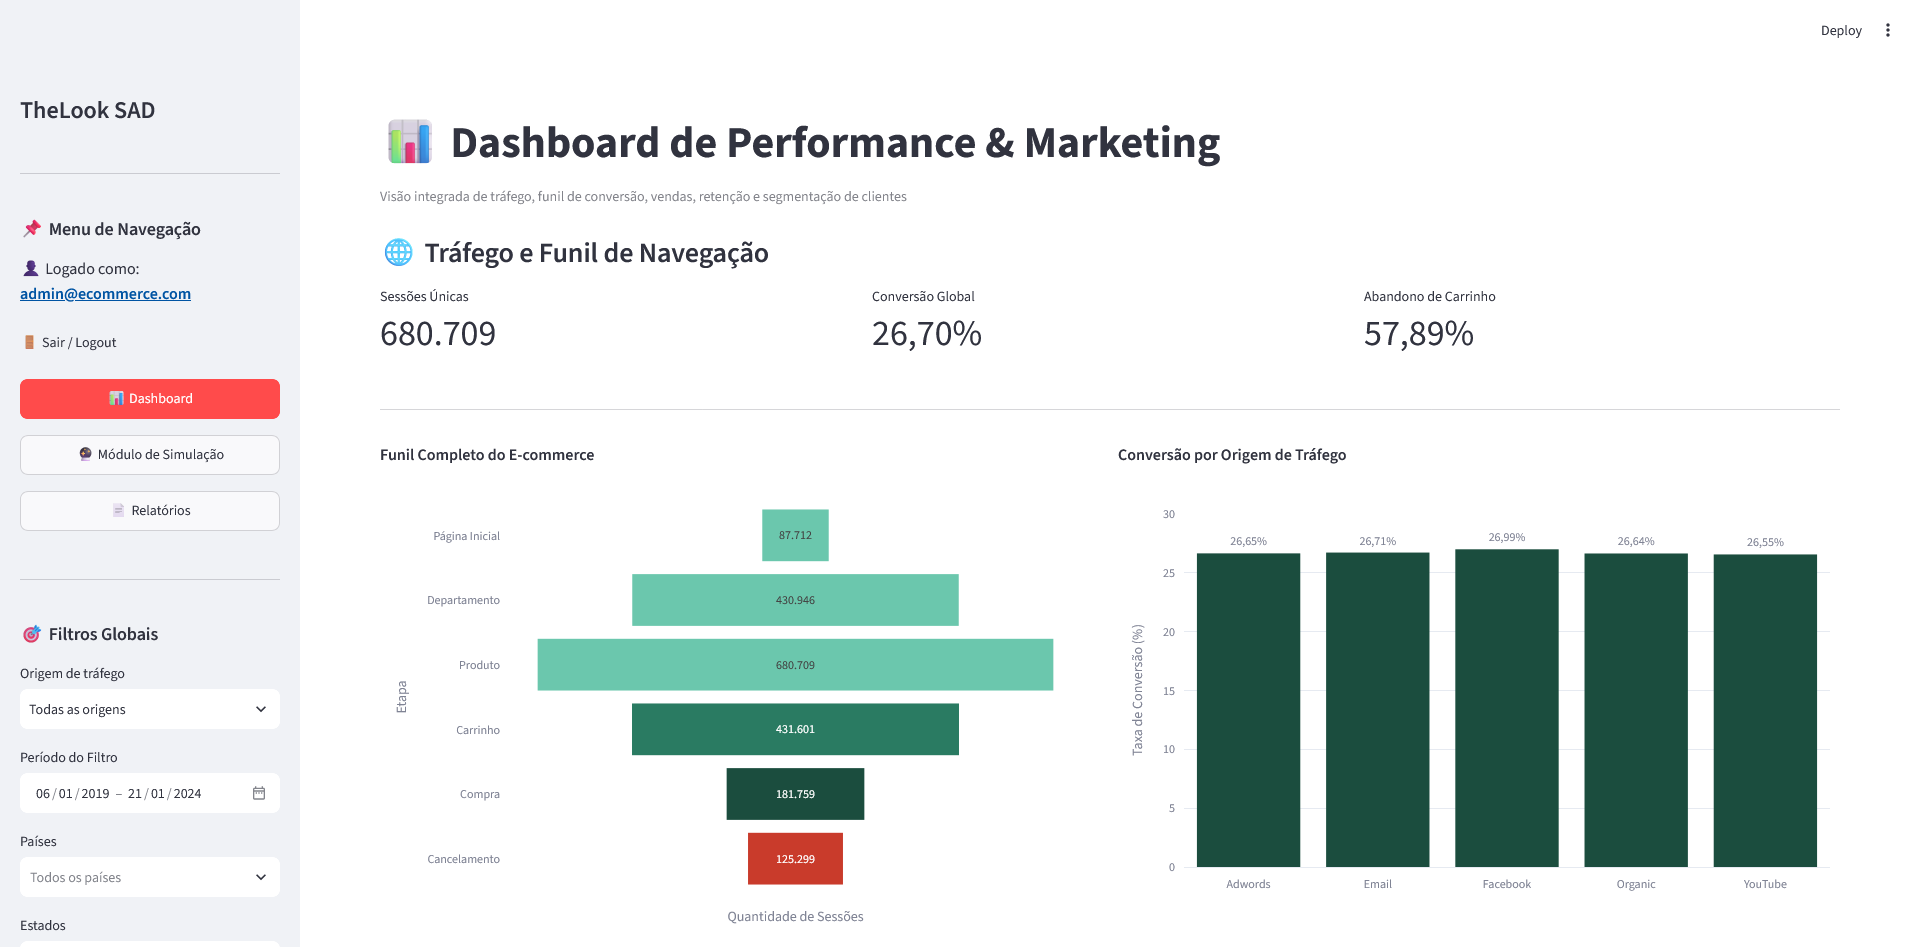 Deploy
TheLook SAD
Menu de Navegação
Logado como:
admin@ecommerce.com
Sair / Logout
Dashboard
Módulo de Simulação
Relatórios
Filtros Globais
Origem de tráfego
Todas as origens
Período do Filtro
06 / 01 / 2019 – 21 / 01 / 2024
Países
Todos os países
Estados
Dashboard de Performance & Marketing
Visão integrada de tráfego, funil de conversão, vendas, retenção e segmentação de clientes
Tráfego e Funil de Navegação
Sessões Únicas
680.709
Conversão Global
26,70%
Abandono de Carrinho
57,89%
Funil Completo do E-commerce
Etapa
Página Inicial
87.712
Departamento
430.946
Produto
680.709
Carrinho
431.601
Compra
181.759
Cancelamento
125.299
Quantidade de Sessões
Conversão por Origem de Tráfego
Taxa de Conversão (%)
30
25
20
15
10
5
0
26,65%
26,71%
26,99%
26,64%
26,55%
Adwords
Email
Facebook
Organic
YouTube